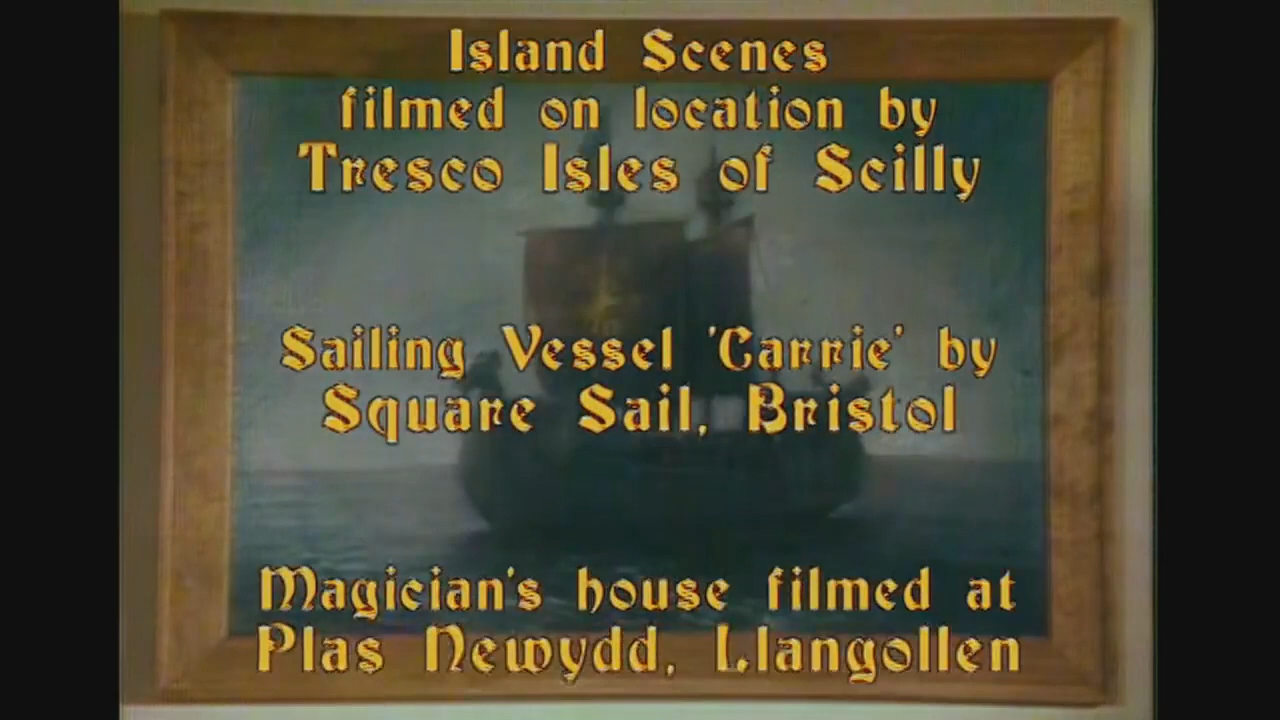 Island Scenes
filmed on location by
Tresco Isles of Scilly
Sailing Vessel 'Carrie' by
Square Sail, Bristol
Magician's house filmed at
Plas Newydd, Llangollen